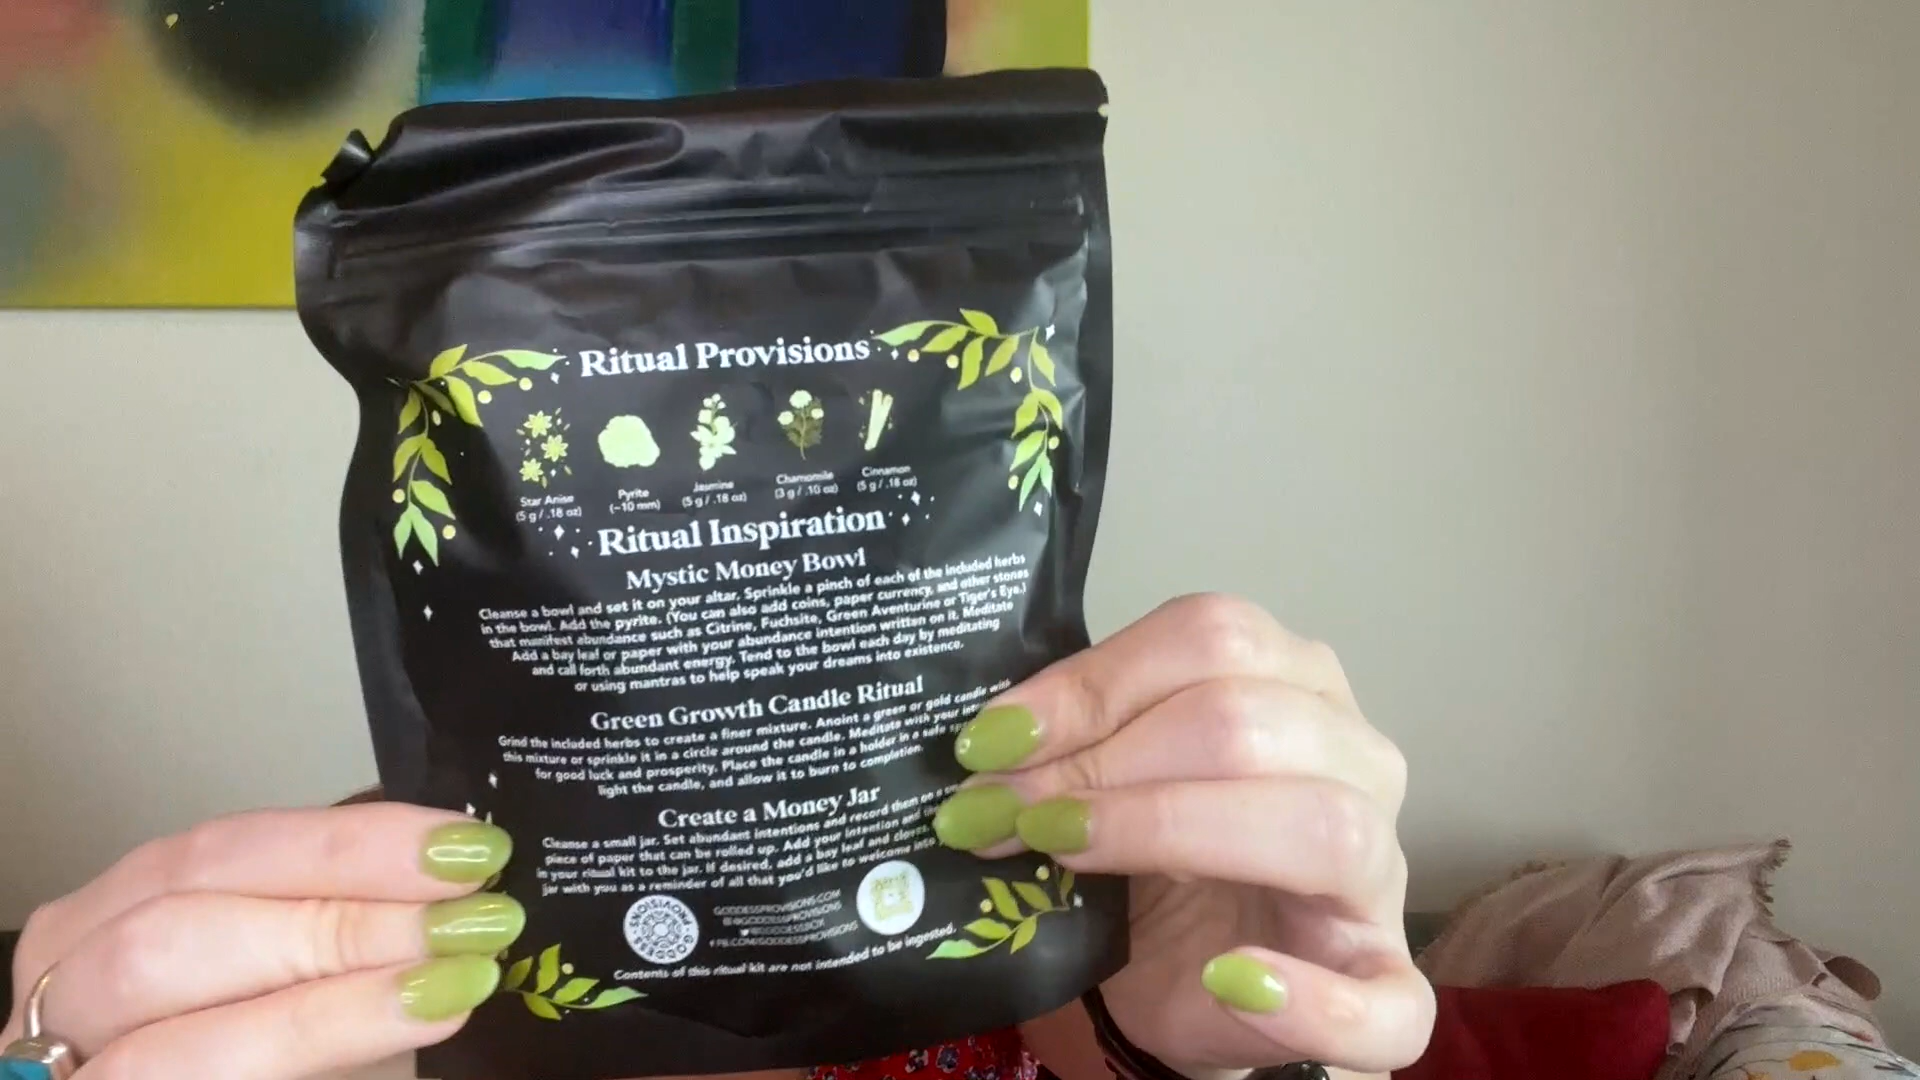 Ritual Provisions
Star Anise
(5 g / .18 oz)
Pyrite
(~10 mm)
Jasmine
(5 g / .18 oz)
Chamomile
(3 g / .10 oz)
Cinnamon
(5 g / .18 oz)
Ritual Inspiration
Mystic Money Bowl
Cleanse a bowl and set it on your altar. Sprinkle a pinch of each of the included herbs
in the bowl. Add the pyrite. (You can also add coins, paper currency, and other stones
that manifest abundance such as Citrine, Fuchsite, Green Aventurine or Tiger's Eye.)
Add a bay leaf or paper with your abundance intention written on it. Meditate
and call forth abundant energy. Tend to the bowl each day by meditating
or using mantras to help speak your dreams into existence.
Green Growth Candle Ritual
Grind the included herbs to create a finer mixture. Anoint a green or gold candle with
this mixture or sprinkle it in a circle around the candle. Meditate with your
for good luck and prosperity. Place the candle in a holder in a safe
light the candle, and allow it to burn to completion.
Create a Money Jar
Cleanse a small jar. Set abundant intentions and record them on a
piece of paper that can be rolled up. Add your intention and
in your ritual kit to the jar. If desired, add a bay leaf and cloves.
jar with you as a reminder of all that you'd like to welcome into
GODDESS PROVISIONS
GODDESSPROVISIONS.COM
@GODDESSPROVISIONS
@GODDESSBOX
FB.COM/GODDESSPROVISIONS
Contents of this ritual kit are not intended to be ingested.